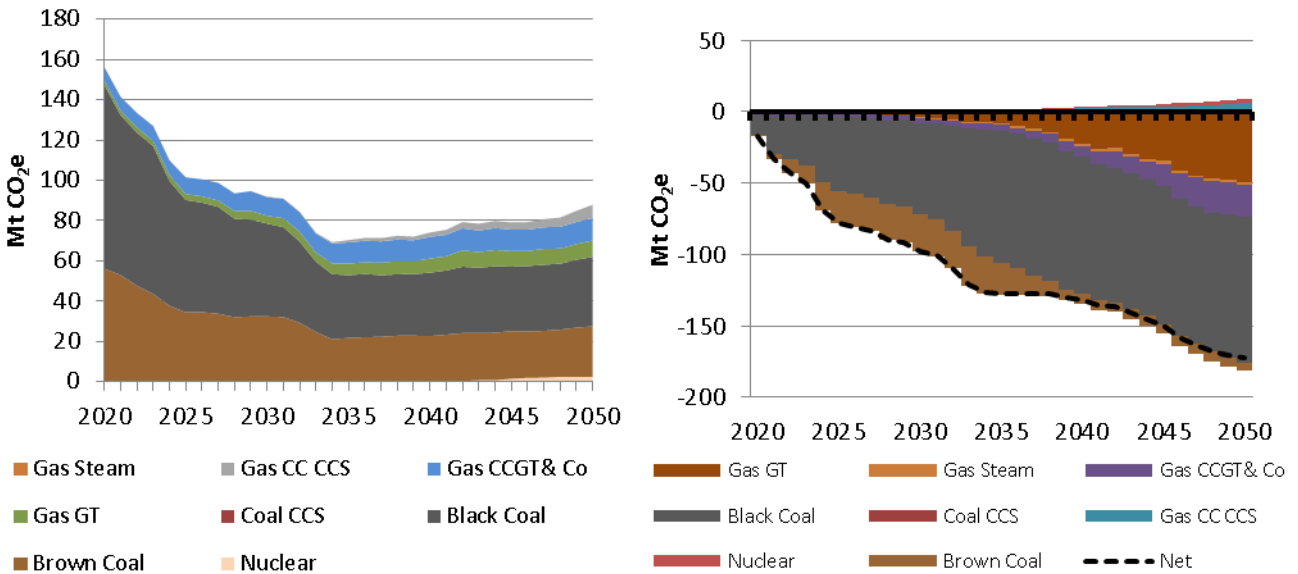 180
160
140
120
100
80
60
40
20
0
Mt CO₂e
2020 2025 2030 2035 2040 2045 2050
Gas Steam Gas CC CCS Gas CCGT& Co
Gas GT Coal CCS Black Coal
Brown Coal Nuclear
50
0
-50
-100
-150
-200
Mt CO₂e
2020 2025 2030 2035 2040 2045 2050
Gas GT Gas Steam Gas CCGT& Co
Black Coal Coal CCS Gas CC CCS
Nuclear Brown Coal Net